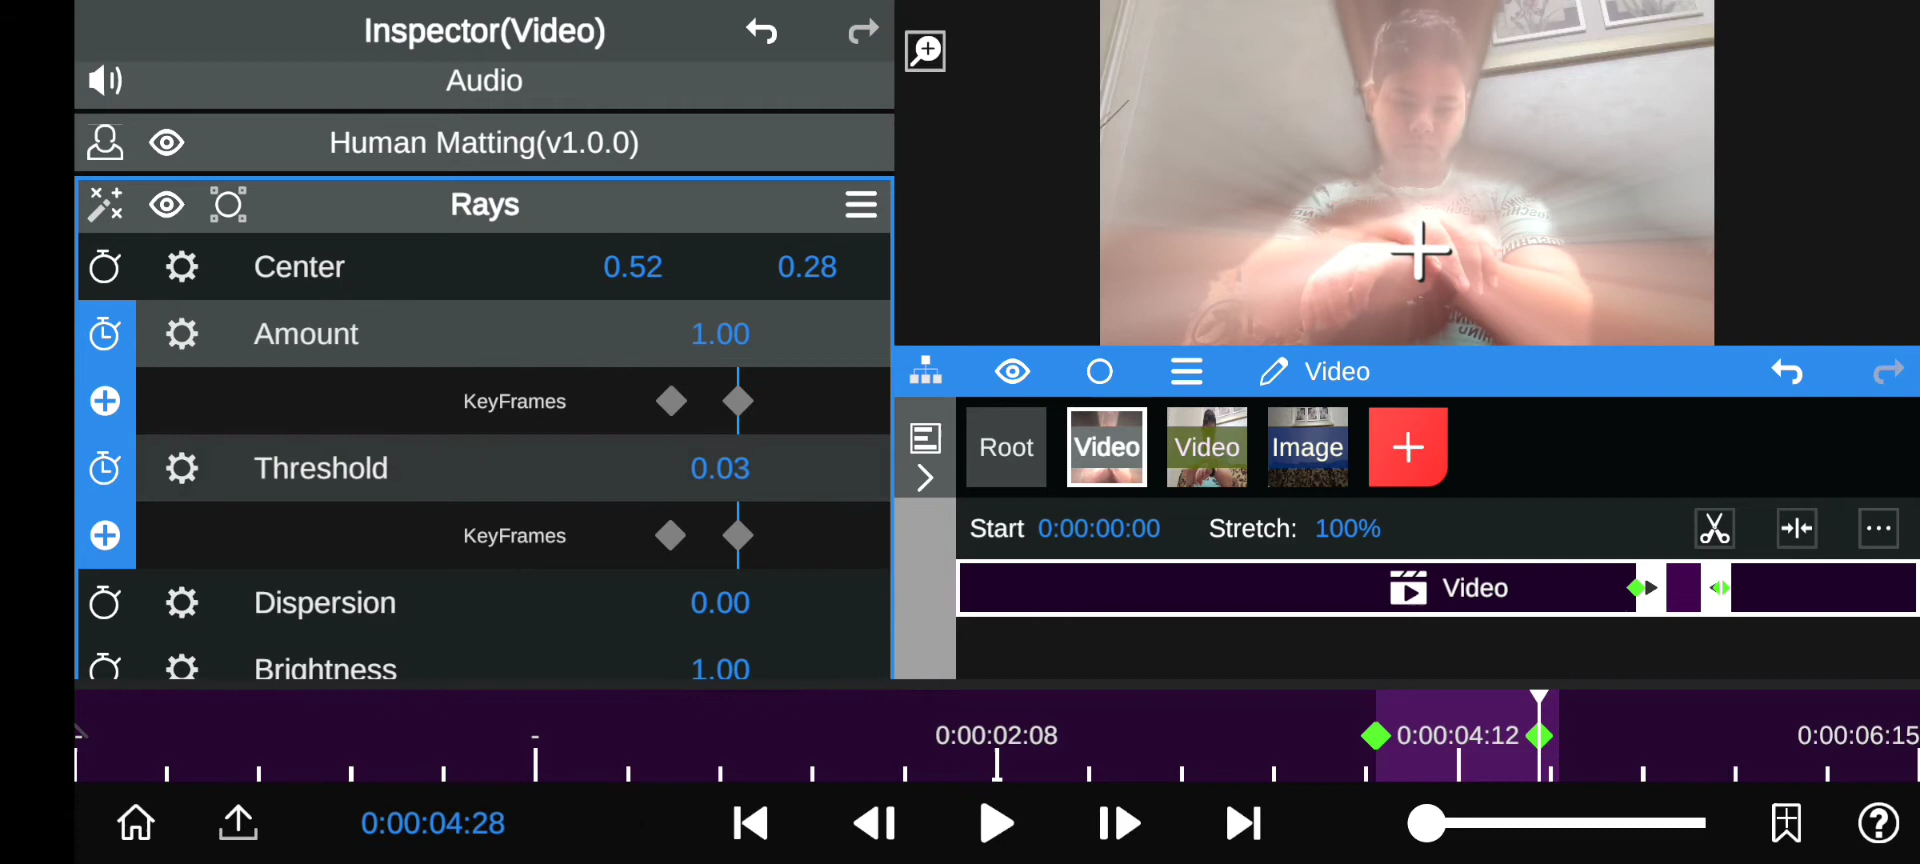 Inspector(Video)
Audio
Human Matting(v1.0.0)
Rays
Center 0.52 0.28
Amount 1.00
KeyFrames
Threshold 0.03
KeyFrames
Dispersion 0.00
Brightness 1.00
Video
Root Video Video Image
Start 0:00:00:00 Stretch: 100%
Video
0:00:02:08 0:00:04:12 0:00:06:15
0:00:04:28